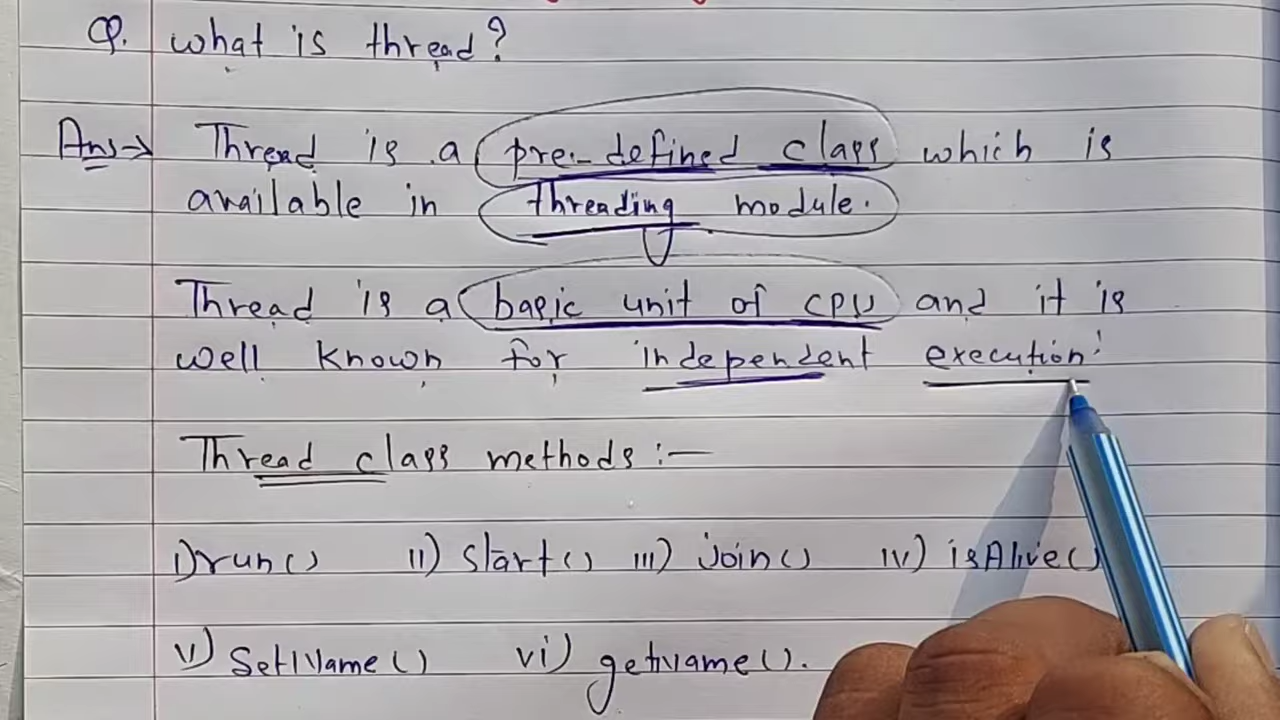 Q. what is thread?
Ans→ Thread is a pre-defined class which is
available in threading module.
Thread is a basic unit of CPU and it is
well known for independent execution.
Thread class methods :-
i) run() ii) start() iii) join() iv) isAlive()
v) SetName() vi) getName().